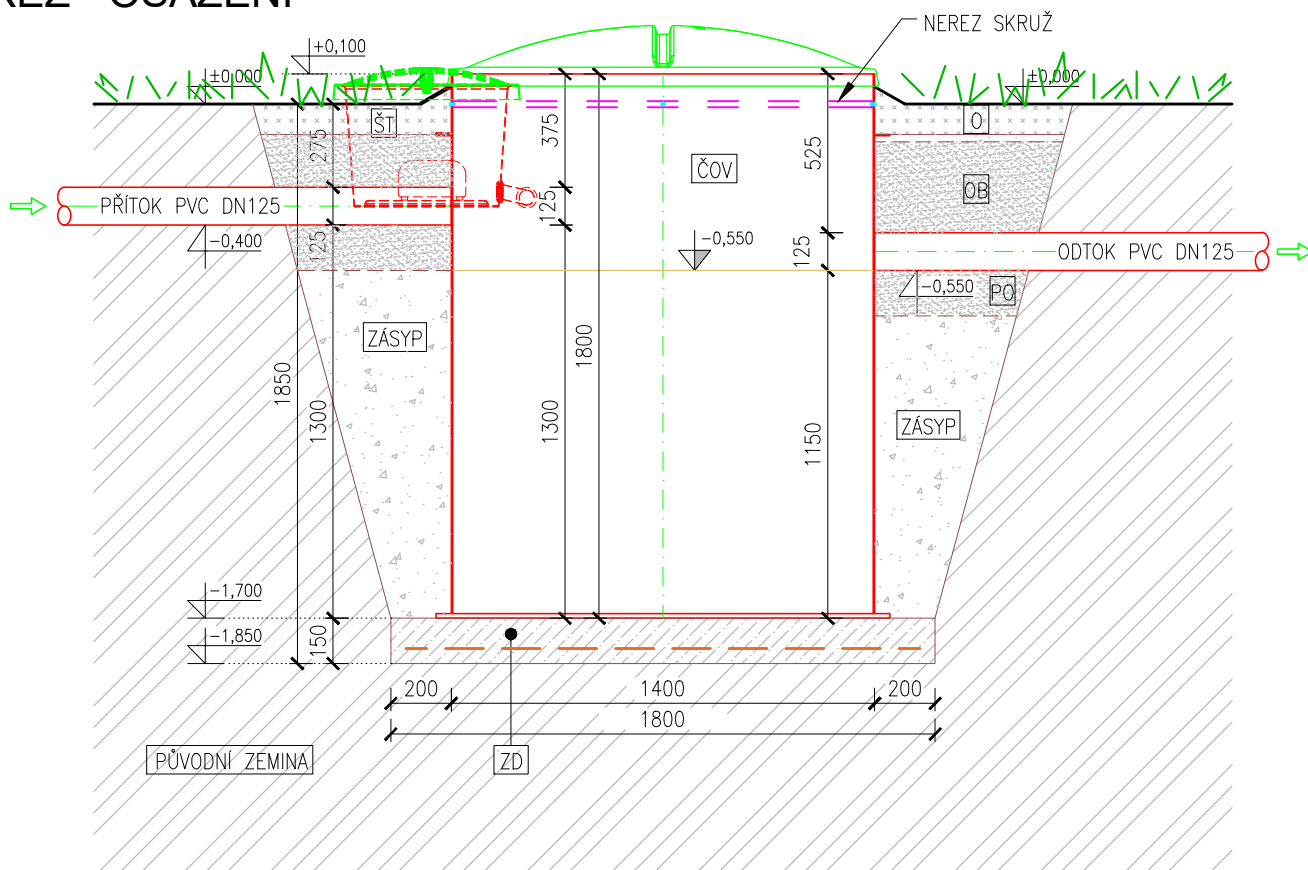 NEREZ SKRUŽ
+0,100
±0,000
±0,000
ŠT
O
275
375
525
ČOV
OB
PŘÍTOK PVC DN125
125
-0,400
125
-0,550
125
ODTOK PVC DN125
-0,550
PO
ZÁSYP
1850
1300
1800
1300
1150
ZÁSYP
-1,700
-1,850
150
200
1400
200
1800
PŮVODNÍ ZEMINA
ZD